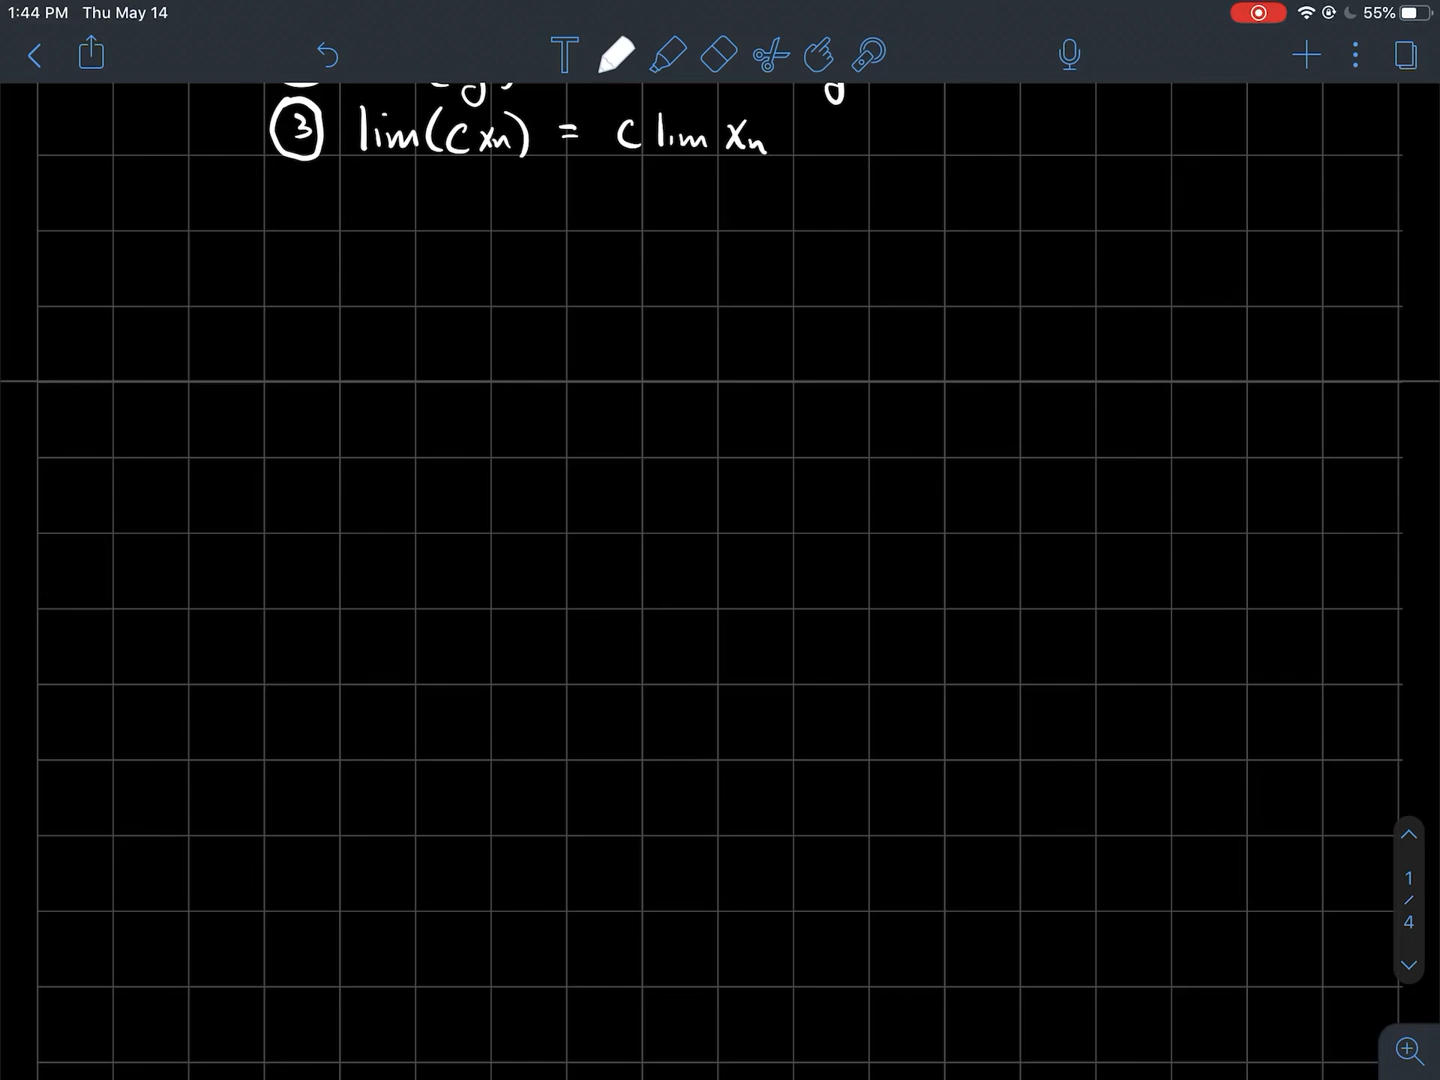 1:44 PM Thu May 14
55%
③ lim(c xₙ) = c lim xₙ
1
/
4